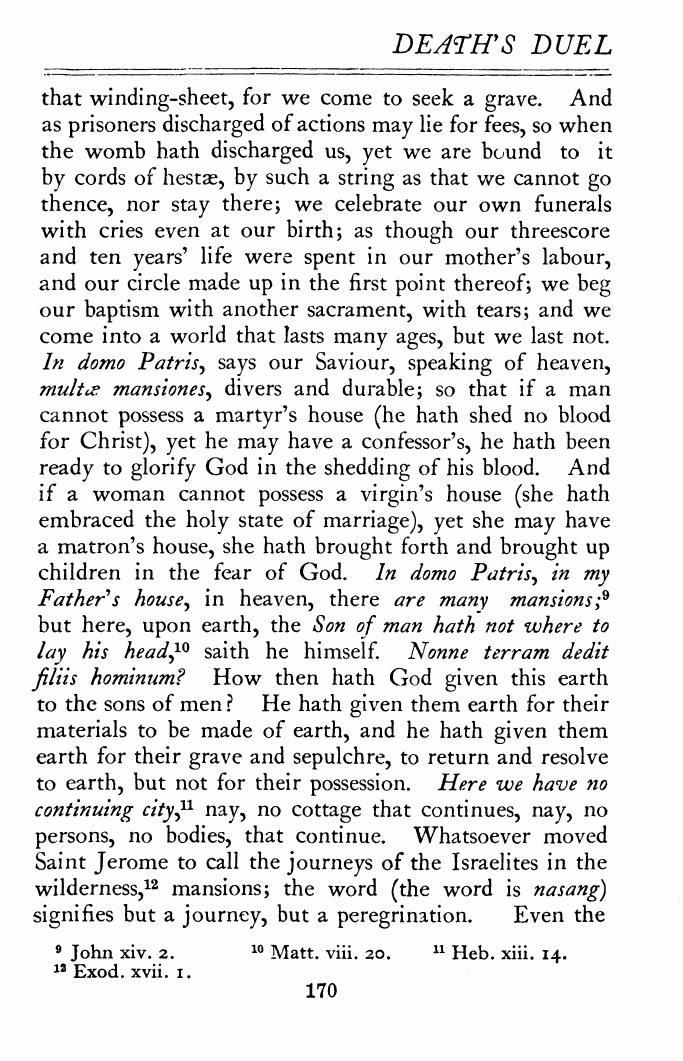 DEATH'S DUEL
that winding-sheet, for we come to seek a grave. And
as prisoners discharged of actions may lie for fees, so when
the womb hath discharged us, yet we are bound to it
by cords of hestæ, by such a string as that we cannot go
thence, nor stay there; we celebrate our own funerals
with cries even at our birth; as though our threescore
and ten years' life were spent in our mother's labour,
and our circle made up in the first point thereof; we beg
our baptism with another sacrament, with tears; and we
come into a world that lasts many ages, but we last not.
In domo Patris, says our Saviour, speaking of heaven,
multæ mansiones, divers and durable; so that if a man
cannot possess a martyr's house (he hath shed no blood
for Christ), yet he may have a confessor's, he hath been
ready to glorify God in the shedding of his blood. And
if a woman cannot possess a virgin's house (she hath
embraced the holy state of marriage), yet she may have
a matron's house, she hath brought forth and brought up
children in the fear of God. In domo Patris, in my
Father's house, in heaven, there are many mansions;⁹
but here, upon earth, the Son of man hath not where to
lay his head,¹⁰ saith he himself. Nonne terram dedit
filiis hominum? How then hath God given this earth
to the sons of men? He hath given them earth for their
materials to be made of earth, and he hath given them
earth for their grave and sepulchre, to return and resolve
to earth, but not for their possession. Here we have no
continuing city,¹¹ nay, no cottage that continues, nay, no
persons, no bodies, that continue. Whatsoever moved
Saint Jerome to call the journeys of the Israelites in the
wilderness,¹² mansions; the word (the word is nasang)
signifies but a journey, but a peregrination. Even the
⁹ John xiv. 2. ¹⁰ Matt. viii. 20. ¹¹ Heb. xiii. 14.
¹² Exod. xvii. 1.
170